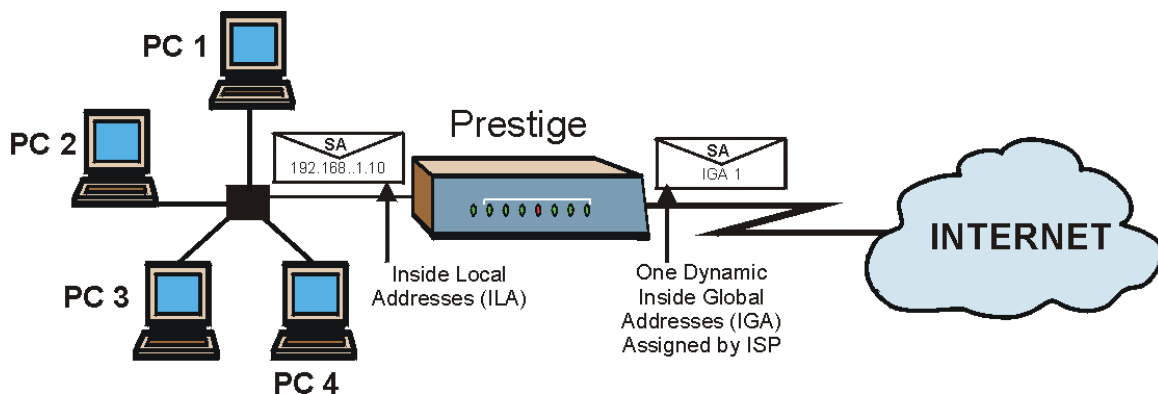 PC 1
PC 2
PC 3
PC 4
SA
192.168..1.10
Prestige
SA
IGA 1
Inside Local
Addresses (ILA)
One Dynamic
Inside Global
Addresses (IGA)
Assigned by ISP
INTERNET